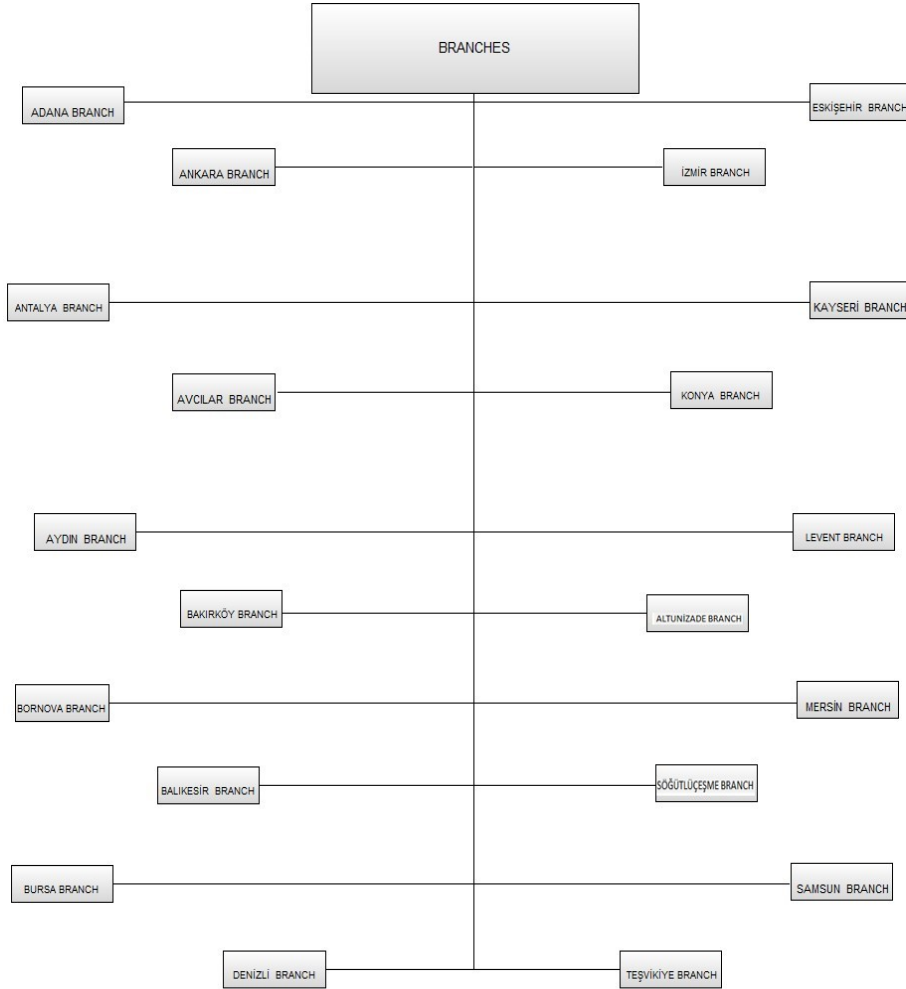 BRANCHES
ADANA BRANCH
ESKİŞEHİR BRANCH
ANKARA BRANCH
İZMİR BRANCH
ANTALYA BRANCH
KAYSERİ BRANCH
AVCILAR BRANCH
KONYA BRANCH
AYDIN BRANCH
LEVENT BRANCH
BAKIRKÖY BRANCH
ALTUNİZADE BRANCH
BORNOVA BRANCH
MERSİN BRANCH
BALIKESİR BRANCH
SÖĞÜTLÜÇEŞME BRANCH
BURSA BRANCH
SAMSUN BRANCH
DENİZLİ BRANCH
TEŞVİKİYE BRANCH